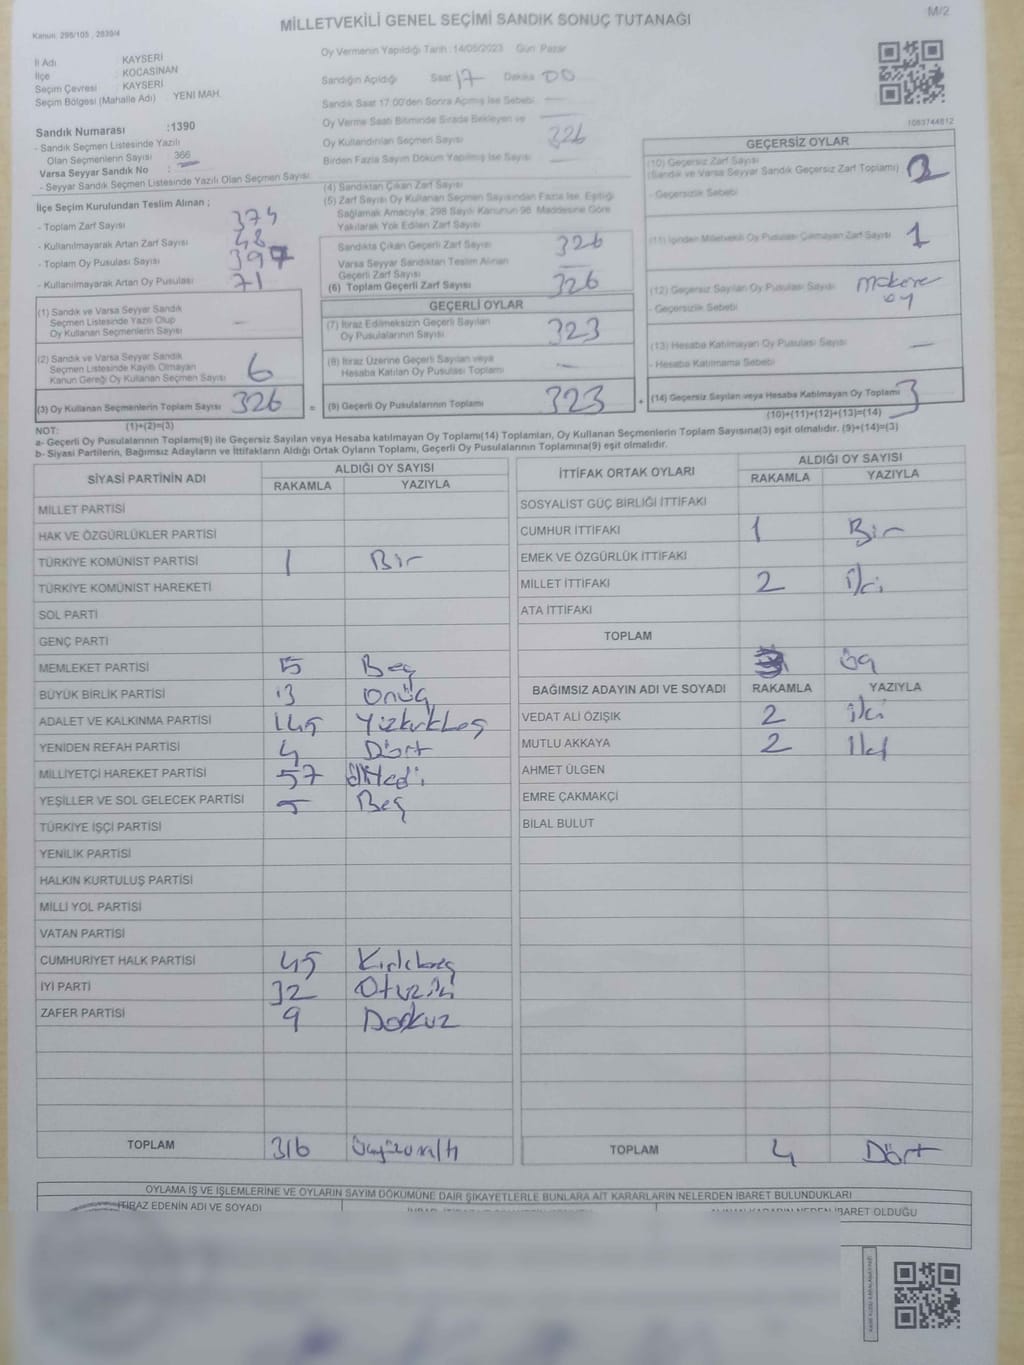 M/2
MİLLETVEKİLİ GENEL SEÇİMİ SANDIK SONUÇ TUTANAĞI
Kanun: 298/105 , 2839/4
Oy Vermenin Yapıldığı Tarih :14/05/2023 Gün: Pazar
İl Adı KAYSERİ
İlçe KOCASİNAN
Seçim Çevresi KAYSERİ
Seçim Bölgesi (Mahalle Adı) YENİ MAH.
Sandığın Açıldığı Saat 17 Dakika 00
Sandık Saat 17:00'den Sonra Açılmış İse Sebebi —
Oy Verme Saati Bitiminde Sırada Bekleyen ve —
Oy Kullandırılan Seçmen Sayısı 326
Birden Fazla Sayım Döküm Yapılmış İse Sayısı —
1063744812
Sandık Numarası :1390
- Sandık Seçmen Listesinde Yazılı
Olan Seçmenlerin Sayısı 366
Varsa Seyyar Sandık No :
- Seyyar Sandık Seçmen Listesinde Yazılı Olan Seçmen Sayısı
İlçe Seçim Kurulundan Teslim Alınan ;
- Toplam Zarf Sayısı 374
- Kullanılmayarak Artan Zarf Sayısı 48
- Toplam Oy Pusulası Sayısı 397
- Kullanılmayarak Artan Oy Pusulası 71
(1) Sandık ve Varsa Seyyar Sandık
Seçmen Listesinde Yazılı Olup
Oy Kullanan Seçmenlerin Sayısı —
(2) Sandık ve Varsa Seyyar Sandık
Seçmen Listesinde Kayıtlı Olmayan
Kanun Gereği Oy Kullanan Seçmen Sayısı 6
(3) Oy Kullanan Seçmenlerin Toplam Sayısı 326
(1)+(2)=(3)
(4) Sandıktan Çıkan Zarf Sayısı
(5) Zarf Sayısı Oy Kullanan Seçmen Sayısından Fazla İse, Eşitliği
Sağlamak Amacıyla, 298 Sayılı Kanunun 98. Maddesine Göre
Yakılarak Yok Edilen Zarf Sayısı
Sandıkta Çıkan Geçerli Zarf Sayısı 326
Varsa Seyyar Sandıktan Teslim Alınan
Geçerli Zarf Sayısı —
(6) Toplam Geçerli Zarf Sayısı 326
GEÇERLİ OYLAR
(7) İtiraz Edilmeksizin Geçerli Sayılan
Oy Pusulalarının Sayısı 323
(8) İtiraz Üzerine Geçerli Sayılan veya
Hesaba Katılan Oy Pusulası Toplamı —
= (9) Geçerli Oy Pusulalarının Toplamı 323
GEÇERSİZ OYLAR
(10) Geçersiz Zarf Sayısı
(Sandık ve Varsa Seyyar Sandık Geçersiz Zarf Toplamı) 2
- Geçersizlik Sebebi
(11) İçinden Milletvekili Oy Pusulası Çıkmayan Zarf Sayısı 1
(12) Geçersiz Sayılan Oy Pusulası Sayısı
- Geçersizlik Sebebi
oy
(13) Hesaba Katılmayan Oy Pusulası Sayısı —
- Hesaba Katılmama Sebebi
+ (14) Geçersiz Sayılan veya Hesaba Katılmayan Oy Toplamı 3
(10)+(11)+(12)+(13)=(14)
NOT:
a- Geçerli Oy Pusulalarının Toplamı(9) ile Geçersiz Sayılan veya Hesaba katılmayan Oy Toplamı(14) Toplamları, Oy Kullanan Seçmenlerin Toplam Sayısına(3) eşit olmalıdır. (9)+(14)=(3)
b- Siyasi Partilerin, Bağımsız Adayların ve İttifakların Aldığı Ortak Oyların Toplamı, Geçerli Oy Pusulalarının Toplamına(9) eşit olmalıdır.
SİYASİ PARTİNİN ADI ALDIĞI OY SAYISI
RAKAMLA YAZIYLA
MİLLET PARTİSİ
HAK VE ÖZGÜRLÜKLER PARTİSİ
TÜRKİYE KOMÜNİST PARTİSİ 1 Bir
TÜRKİYE KOMÜNİST HAREKETİ
SOL PARTİ
GENÇ PARTİ
MEMLEKET PARTİSİ 5 Beş
BÜYÜK BİRLİK PARTİSİ 13 Onüç
ADALET VE KALKINMA PARTİSİ 145 Yüzkırkbeş
YENİDEN REFAH PARTİSİ 4 Dört
MİLLİYETÇİ HAREKET PARTİSİ 57 Elliyedi
YEŞİLLER VE SOL GELECEK PARTİSİ 5 Beş
TÜRKİYE İŞÇİ PARTİSİ
YENİLİK PARTİSİ
HALKIN KURTULUŞ PARTİSİ
MİLLİ YOL PARTİSİ
VATAN PARTİSİ
CUMHURİYET HALK PARTİSİ 45 Kırkbeş
İYİ PARTİ 32 Otuziki
ZAFER PARTİSİ 9 Dokuz
TOPLAM 316 Üçyüzonaltı
İTTİFAK ORTAK OYLARI ALDIĞI OY SAYISI
RAKAMLA YAZIYLA
SOSYALİST GÜÇ BİRLİĞİ İTTİFAKI
CUMHUR İTTİFAKI 1 Bir
EMEK VE ÖZGÜRLÜK İTTİFAKI
MİLLET İTTİFAKI 2 İki
ATA İTTİFAKI
TOPLAM
3 Üç
BAĞIMSIZ ADAYIN ADI VE SOYADI RAKAMLA YAZIYLA
VEDAT ALİ ÖZIŞIK 2 İki
MUTLU AKKAYA 2 İki
AHMET ÜLGEN
EMRE ÇAKMAKÇİ
BİLAL BULUT
TOPLAM 4 Dört
OYLAMA İŞ VE İŞLEMLERİNE VE OYLARIN SAYIM DÖKÜMÜNE DAİR ŞİKAYETLERLE BUNLARA AİT KARARLARIN NELERDEN İBARET BULUNDUKLARI
İTİRAZ EDENİN ADI VE SOYADI
ALINAN KARARIN NEDEN İBARET OLDUĞU